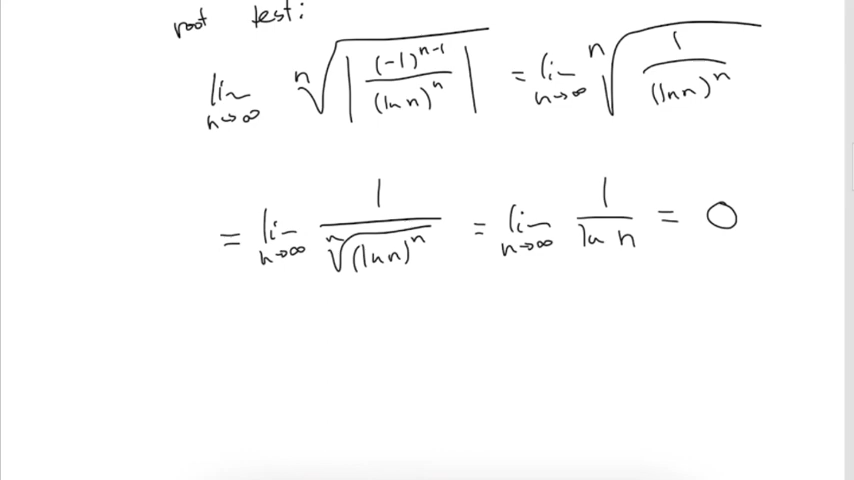 root test:
lim n→∞ ⁿ√|(-1)^(n-1)/(ln n)^n| = lim n→∞ ⁿ√(1/(ln n)^n)
= lim n→∞ 1/ⁿ√((ln n)^n) = lim n→∞ 1/ln n = 0